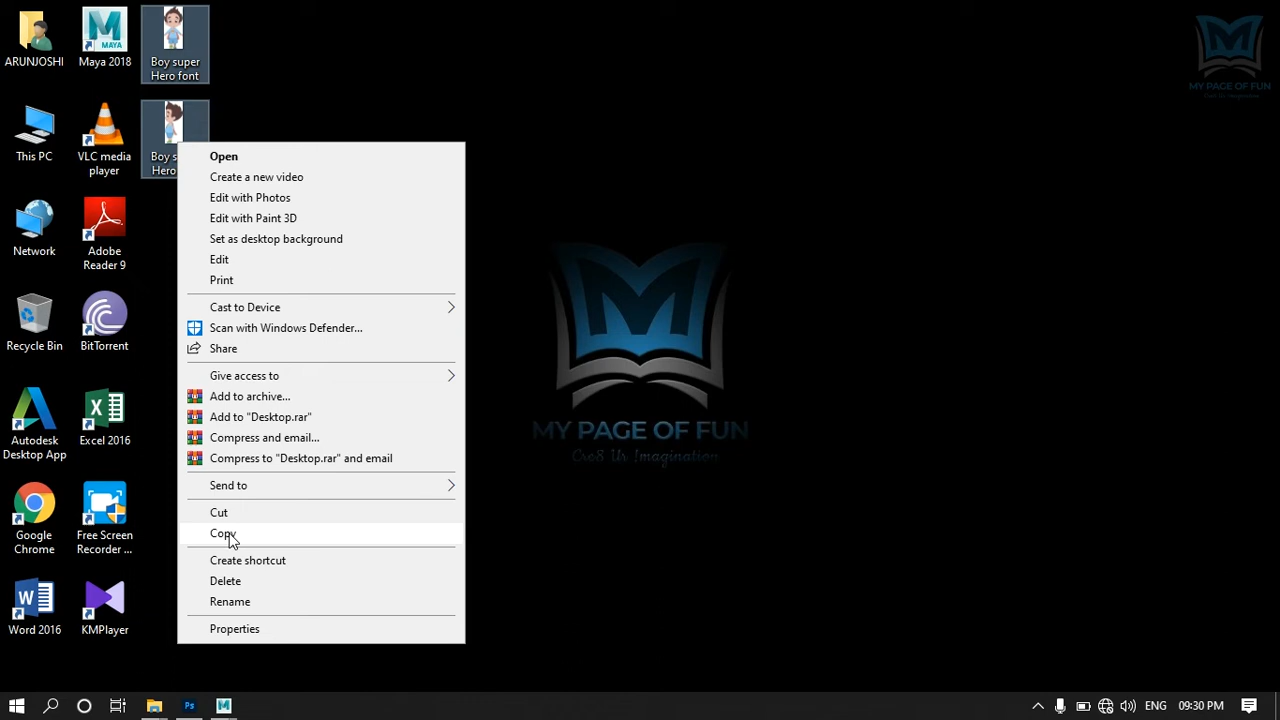 ARUNJOSHI
Maya 2018
Boy super
Hero font
This PC
VLC media
player
Boy s
Hero
Network
Adobe
Reader 9
Recycle Bin
BitTorrent
Autodesk
Desktop App
Excel 2016
Google
Chrome
Free Screen
Recorder ...
Word 2016
KMPlayer
MAYA
Open
Create a new video
Edit with Photos
Edit with Paint 3D
Set as desktop background
Edit
Print
Cast to Device
Scan with Windows Defender...
Share
Give access to
Add to archive...
Add to "Desktop.rar"
Compress and email...
Compress to "Desktop.rar" and email
Send to
Cut
Copy
Create shortcut
Delete
Rename
Properties
MY PAGE OF FUN
Cre8 Ur Imagination
MY PAGE OF FUN
Cre8 Ur Imagination
Ps
ENG
09:30 PM